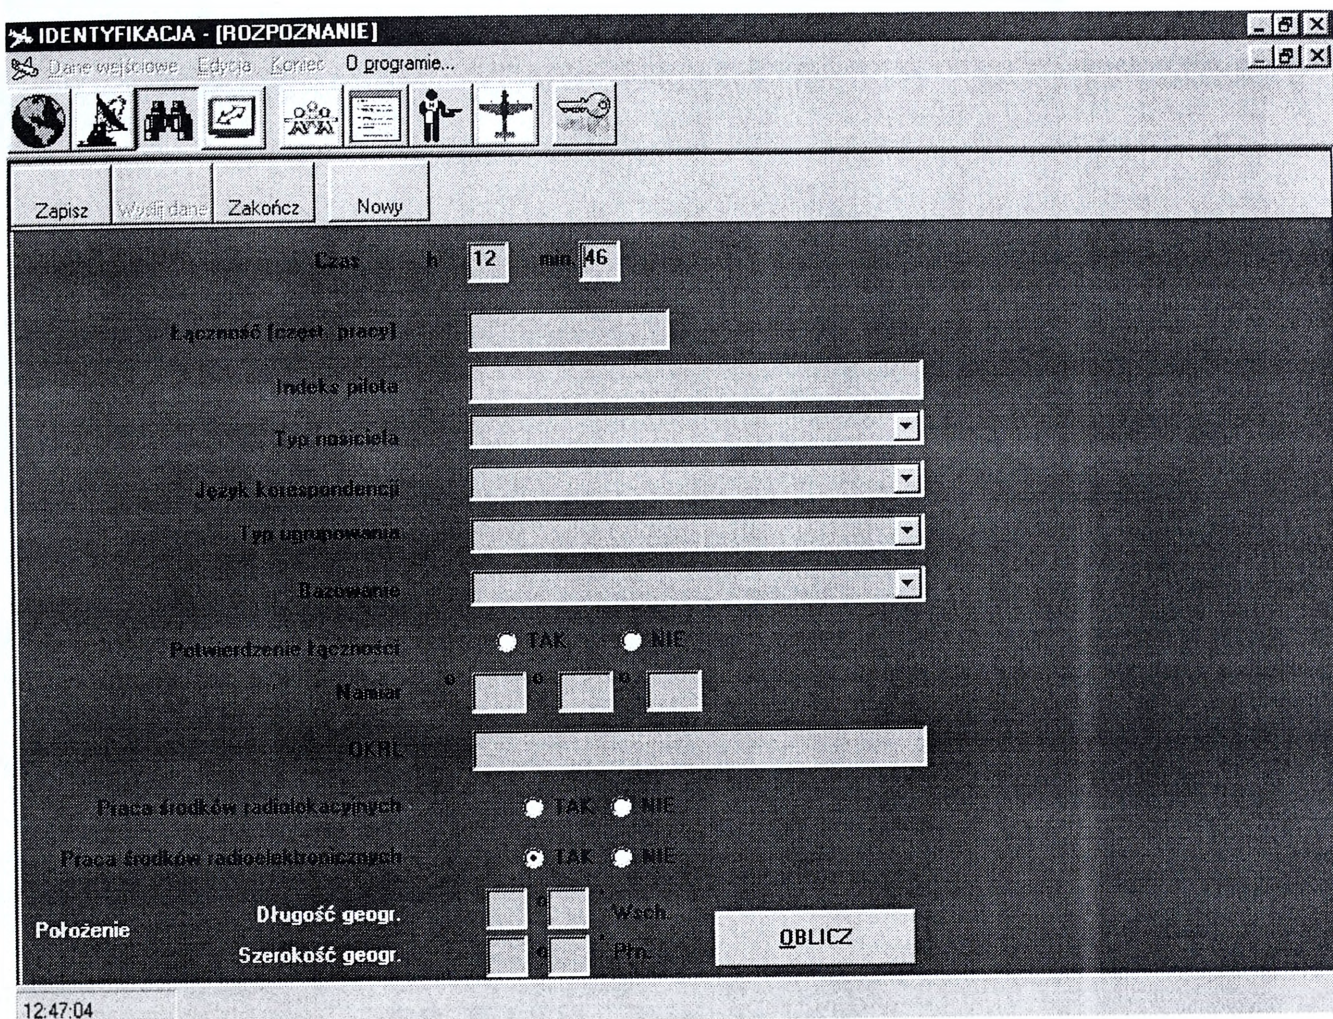 IDENTYFIKACJA - [ROZPOZNANIE]
Dane wejściowe Edycja Koniec O programie...
Zapisz Wyślij dane Zakończ Nowy
Czas h 12 min. 46
Łączność [częst. pracy]
Indeks pilota
Typ nosiciela
Język korespondencji
Typ ugrupowania
Bazowanie
Potwierdzenie łączności TAK NIE
Namiar ° ° °
OKRL
Praca środków radiolokacyjnych TAK NIE
Praca środków radioelektronicznych TAK NIE
Długość geogr. ° ' Wsch.
Położenie
Szerokość geogr. ° ' Płn.
OBLICZ
12:47:04